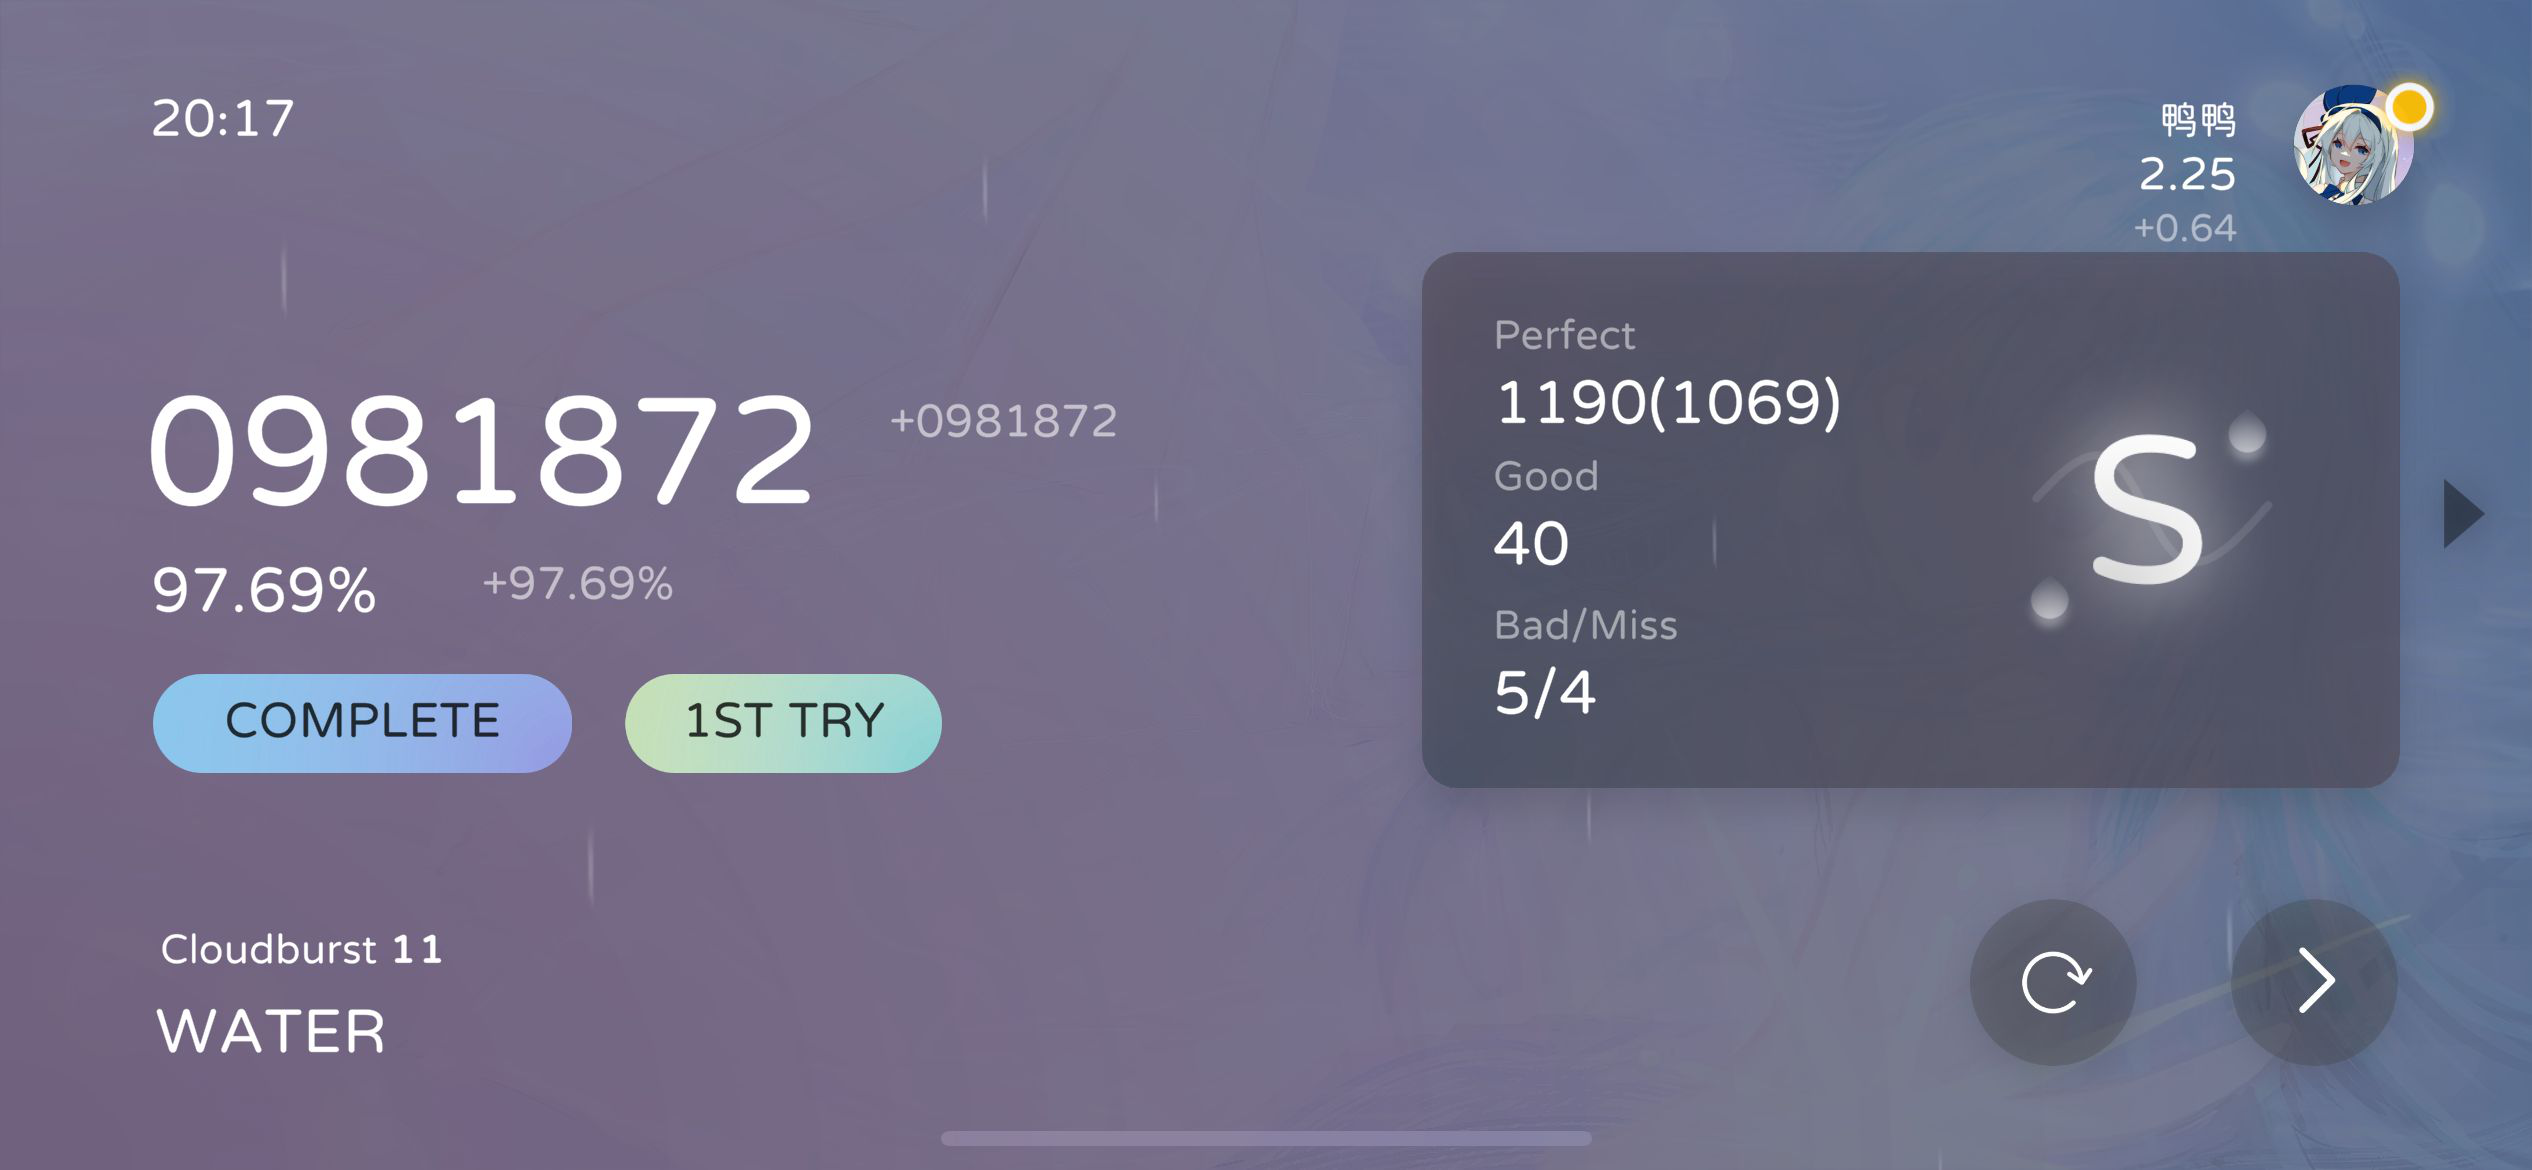 20:17
鸭鸭
2.25
+0.64
0981872 +0981872
97.69% +97.69%
COMPLETE 1ST TRY
Cloudburst 11
WATER
Perfect
1190(1069)
Good
40
Bad/Miss
5/4
S